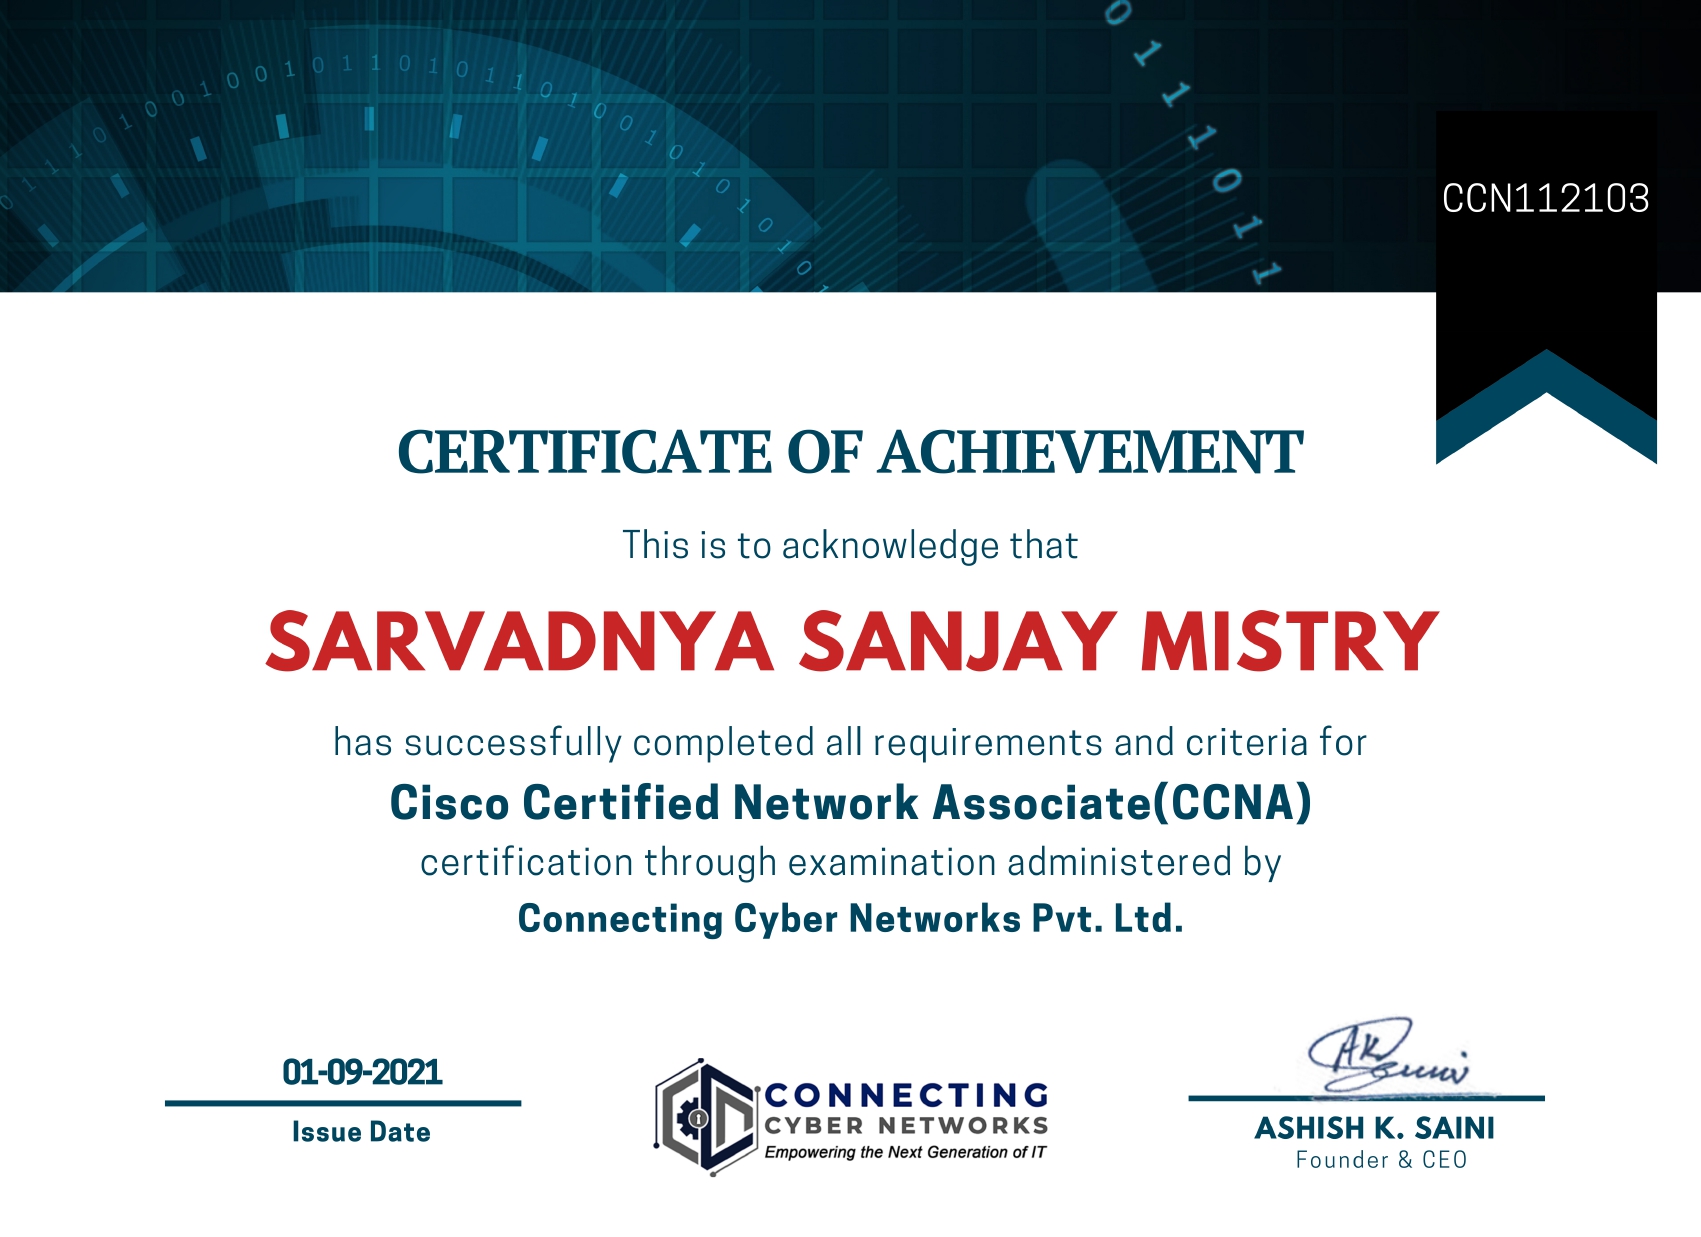 CCN112103
CERTIFICATE OF ACHIEVEMENT
This is to acknowledge that
SARVADNYA SANJAY MISTRY
has successfully completed all requirements and criteria for
Cisco Certified Network Associate(CCNA)
certification through examination administered by
Connecting Cyber Networks Pvt. Ltd.
01-09-2021
Issue Date
CONNECTING
CYBER NETWORKS
Empowering the Next Generation of IT
ASHISH K. SAINI
Founder & CEO